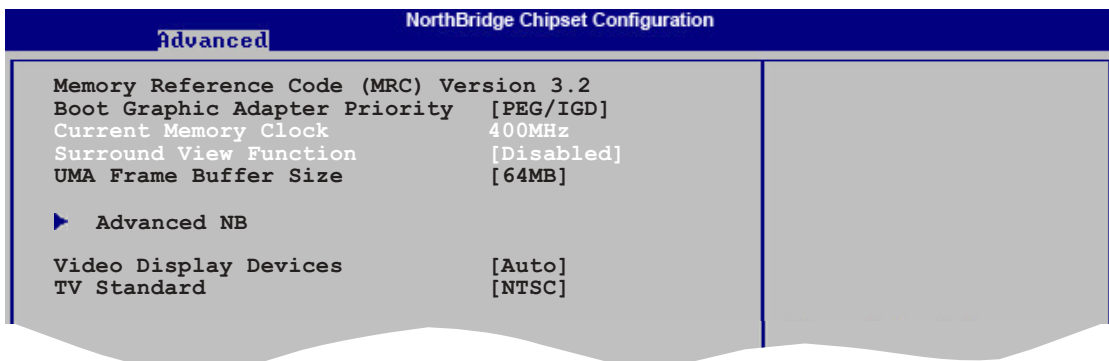 NorthBridge Chipset Configuration
Advanced
Memory Reference Code (MRC) Version 3.2
Boot Graphic Adapter Priority [PEG/IGD]
Current Memory Clock 400MHz
Surround View Function [Disabled]
UMA Frame Buffer Size [64MB]
Advanced NB
Video Display Devices [Auto]
TV Standard [NTSC]